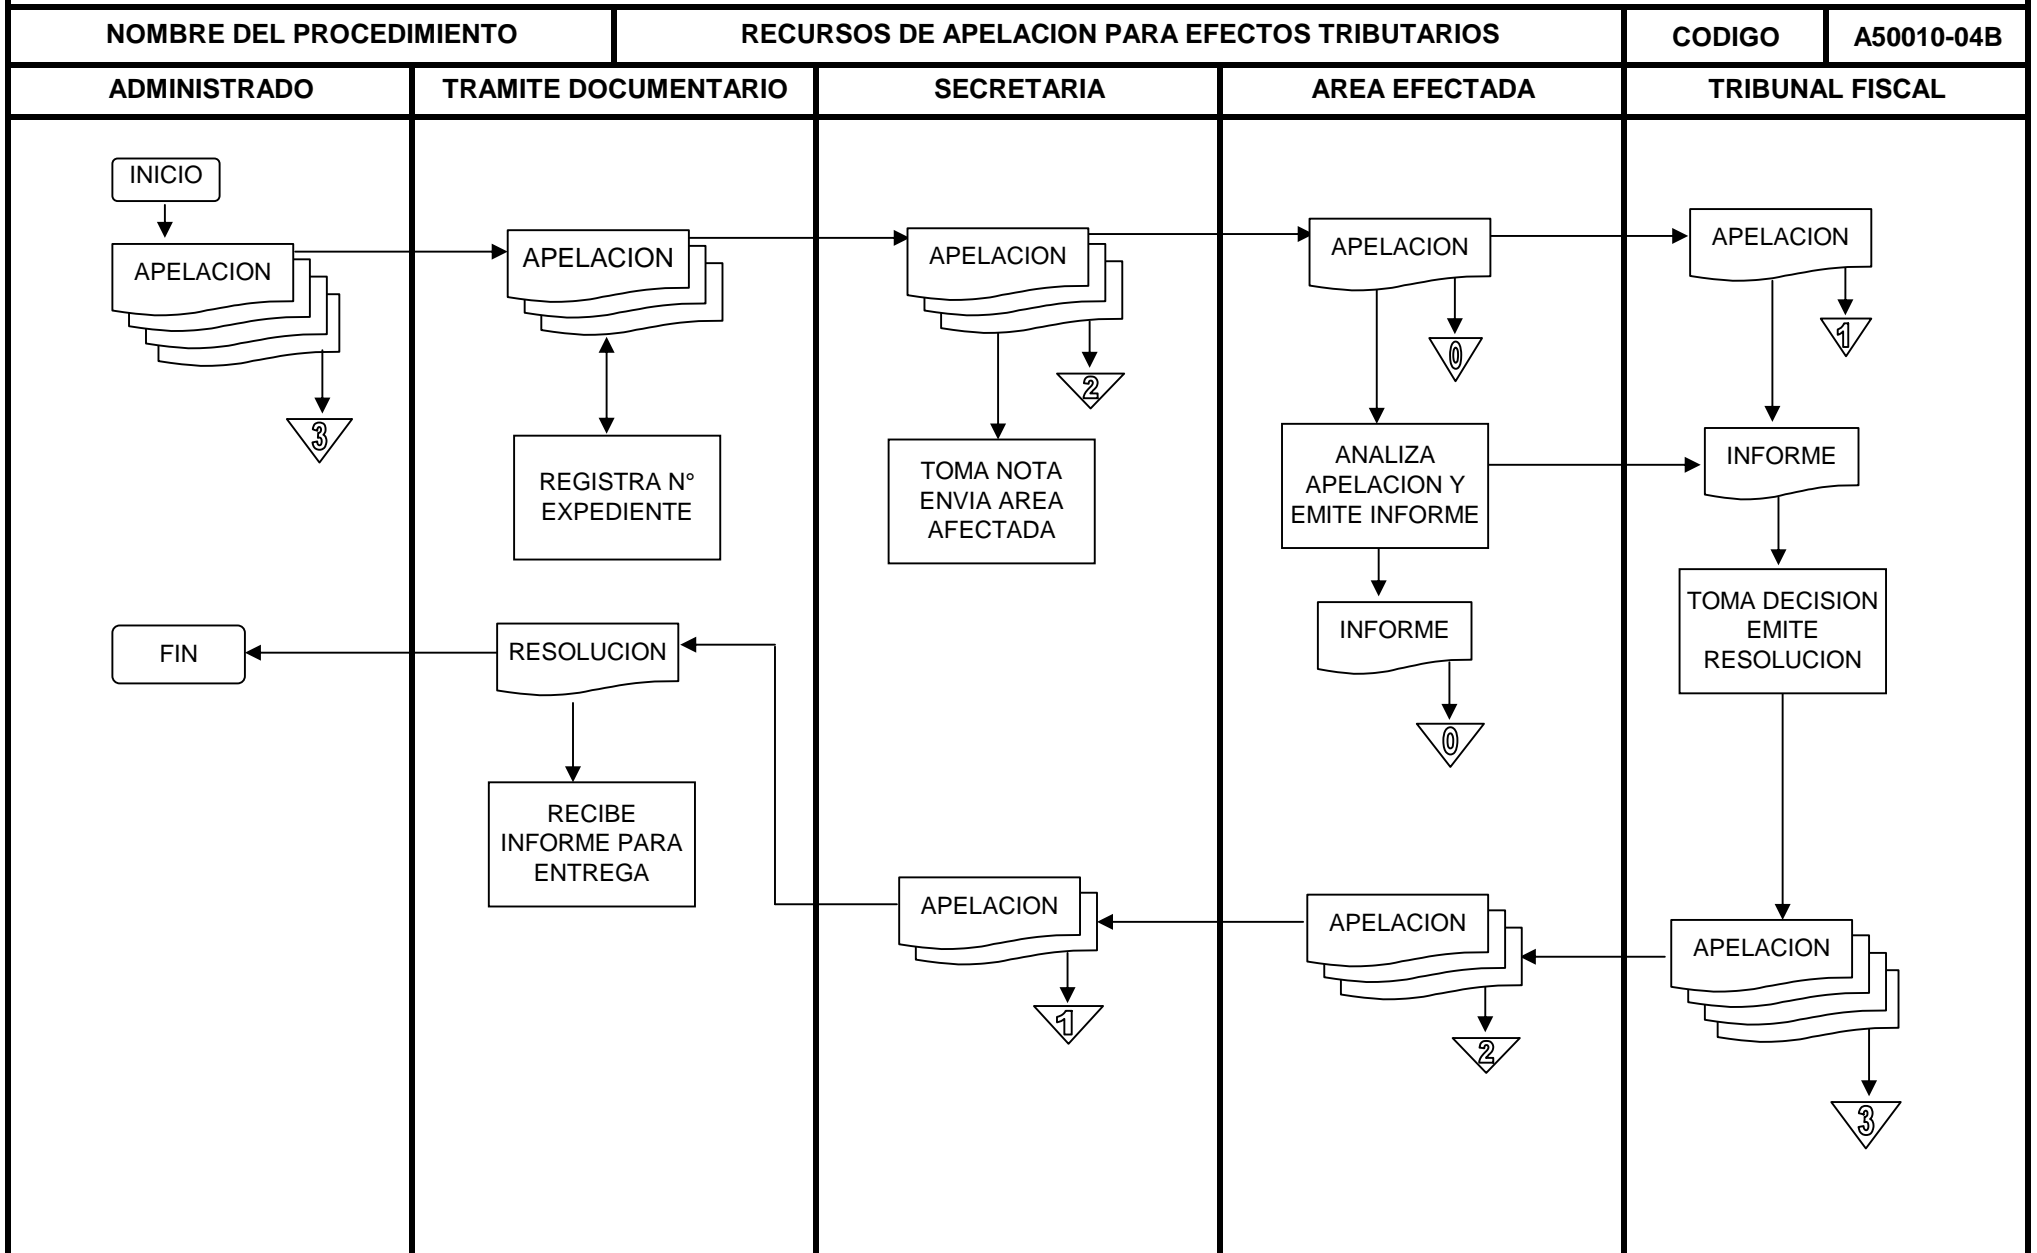 NOMBRE DEL PROCEDIMIENTO
RECURSOS DE APELACION PARA EFECTOS TRIBUTARIOS
CODIGO
A50010-04B
ADMINISTRADO
TRAMITE DOCUMENTARIO
SECRETARIA
AREA EFECTADA
TRIBUNAL FISCAL
INICIO
APELACION
3
APELACION
REGISTRA N°
EXPEDIENTE
APELACION
2
TOMA NOTA
ENVIA AREA
AFECTADA
APELACION
0
ANALIZA
APELACION Y
EMITE INFORME
INFORME
0
APELACION
1
INFORME
TOMA DECISION
EMITE
RESOLUCION
APELACION
3
APELACION
2
APELACION
1
RESOLUCION
RECIBE
INFORME PARA
ENTREGA
FIN